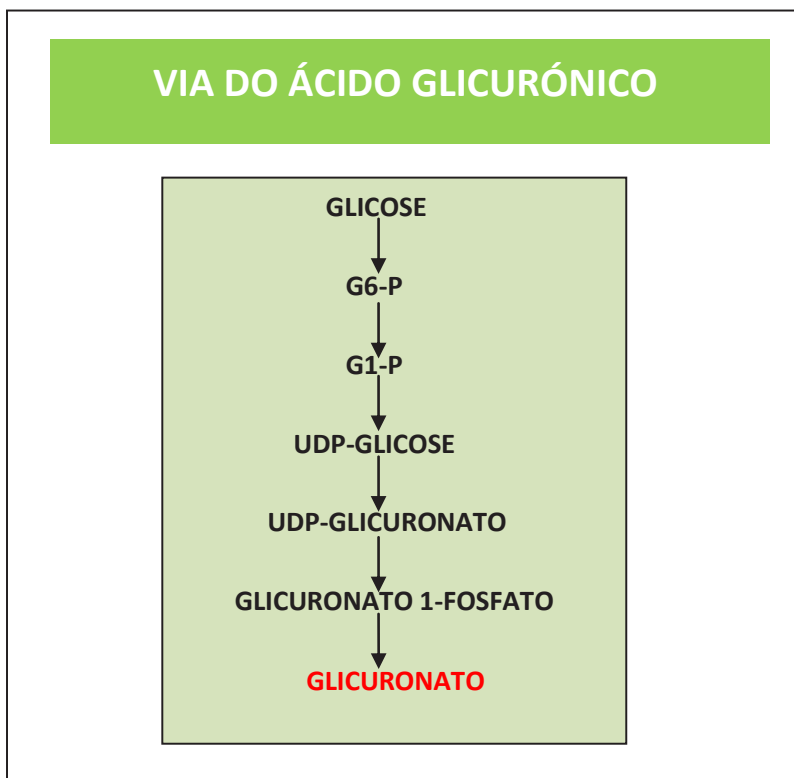 VIA DO ÁCIDO GLICURÓNICO
GLICOSE
G6-P
G1-P
UDP-GLICOSE
UDP-GLICURONATO
GLICURONATO 1-FOSFATO
GLICURONATO